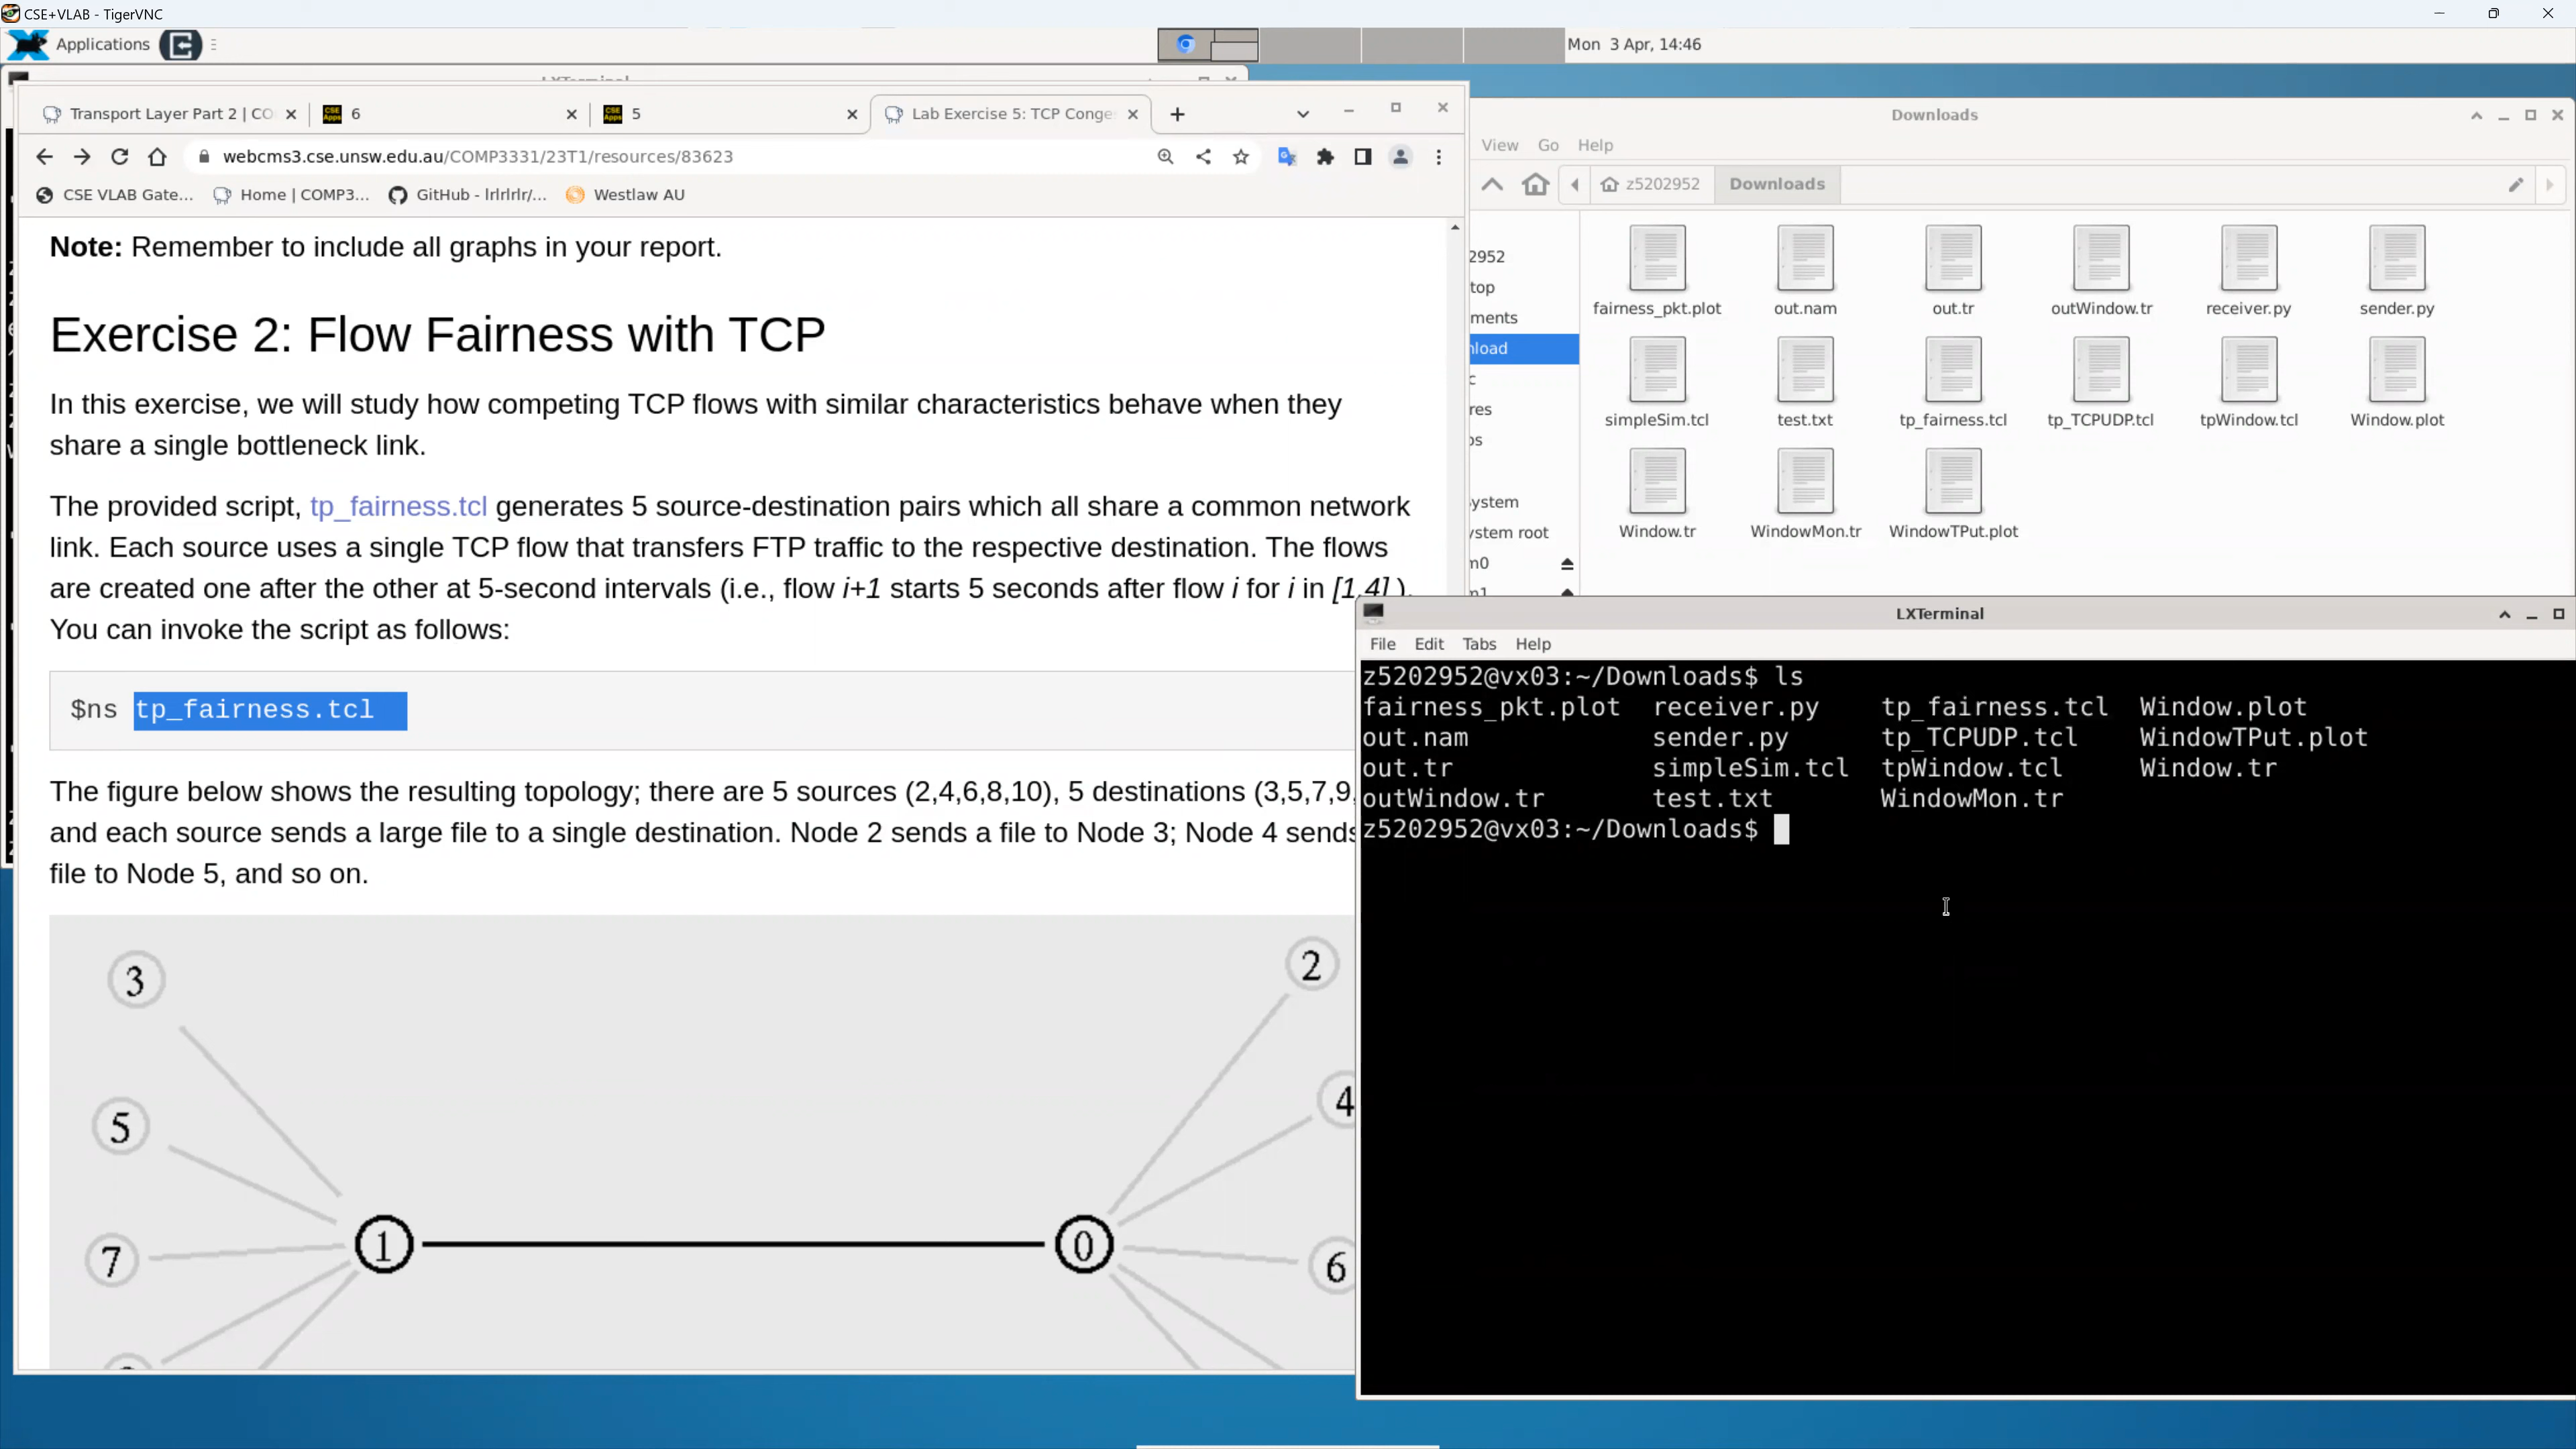 CSE+VLAB - TigerVNC
Applications
Mon 3 Apr, 14:46
LXTerminal
Transport Layer Part 2 | CO
6
5
Lab Exercise 5: TCP Conge
webcms3.cse.unsw.edu.au/COMP3331/23T1/resources/83623
CSE VLAB Gate...
Home | COMP3...
GitHub - lrlrlrlr/...
Westlaw AU
Note: Remember to include all graphs in your report.
Exercise 2: Flow Fairness with TCP
In this exercise, we will study how competing TCP flows with similar characteristics behave when they
share a single bottleneck link.
The provided script, tp_fairness.tcl generates 5 source-destination pairs which all share a common network
link. Each source uses a single TCP flow that transfers FTP traffic to the respective destination. The flows
are created one after the other at 5-second intervals (i.e., flow i+1 starts 5 seconds after flow i for i in [1,4] ).
You can invoke the script as follows:
$ns tp_fairness.tcl
The figure below shows the resulting topology; there are 5 sources (2,4,6,8,10), 5 destinations (3,5,7,9,
and each source sends a large file to a single destination. Node 2 sends a file to Node 3; Node 4 sends
file to Node 5, and so on.
3
2
5
4
7
1
0
6
Downloads
View Go Help
z5202952 Downloads
2952
top
ments
nload
c
res
os
ystem
ystem root
m0
m1
fairness_pkt.plot out.nam out.tr outWindow.tr receiver.py sender.py
simpleSim.tcl test.txt tp_fairness.tcl tp_TCPUDP.tcl tpWindow.tcl Window.plot
Window.tr WindowMon.tr WindowTPut.plot
LXTerminal
File Edit Tabs Help
z5202952@vx03:~/Downloads$ ls
fairness_pkt.plot receiver.py tp_fairness.tcl Window.plot
out.nam sender.py tp_TCPUDP.tcl WindowTPut.plot
out.tr simpleSim.tcl tpWindow.tcl Window.tr
outWindow.tr test.txt WindowMon.tr
z5202952@vx03:~/Downloads$